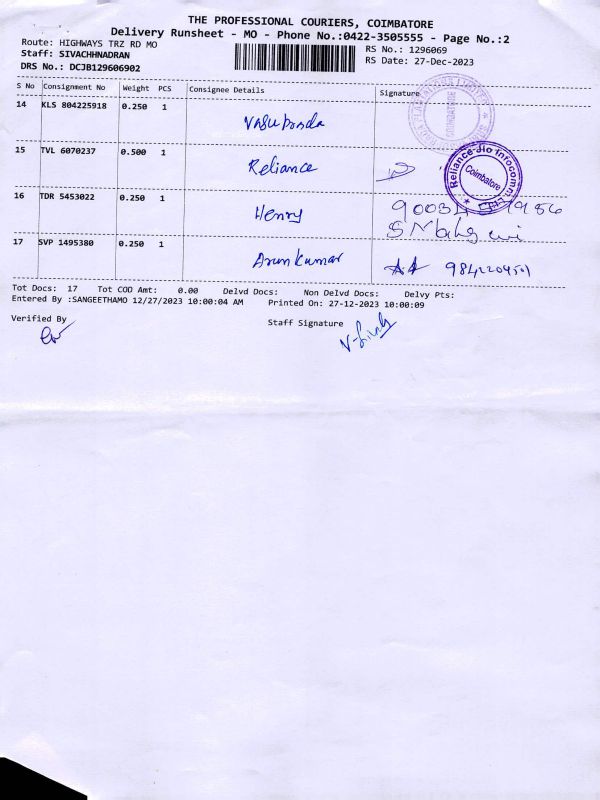 THE PROFESSIONAL COURIERS, COIMBATORE
Delivery Runsheet - MO - Phone No.:0422-3505555 - Page No.:2
Route: HIGHWAYS TRZ RD MO
Staff: SIVACHHNADRAN
DRS No.: DCJB129606902
RS No.: 1296069
RS Date: 27-Dec-2023
S No Consignment No Weight PCS Consignee Details Signature
14 KLS 804225918 0.250 1
15 TVL 6070237 0.500 1 Reliance
Reliance Jio Infocomm Ltd
Coimbatore
16 TDR 5453022 0.250 1 Henry
17 SVP 1495380 0.250 1 Arun Kumar
Tot Docs: 17 Tot COD Amt: 0.00 Delvd Docs: Non Delvd Docs: Delvy Pts:
Entered By :SANGEETHAMO 12/27/2023 10:00:04 AM Printed On: 27-12-2023 10:00:09
Verified By Staff Signature